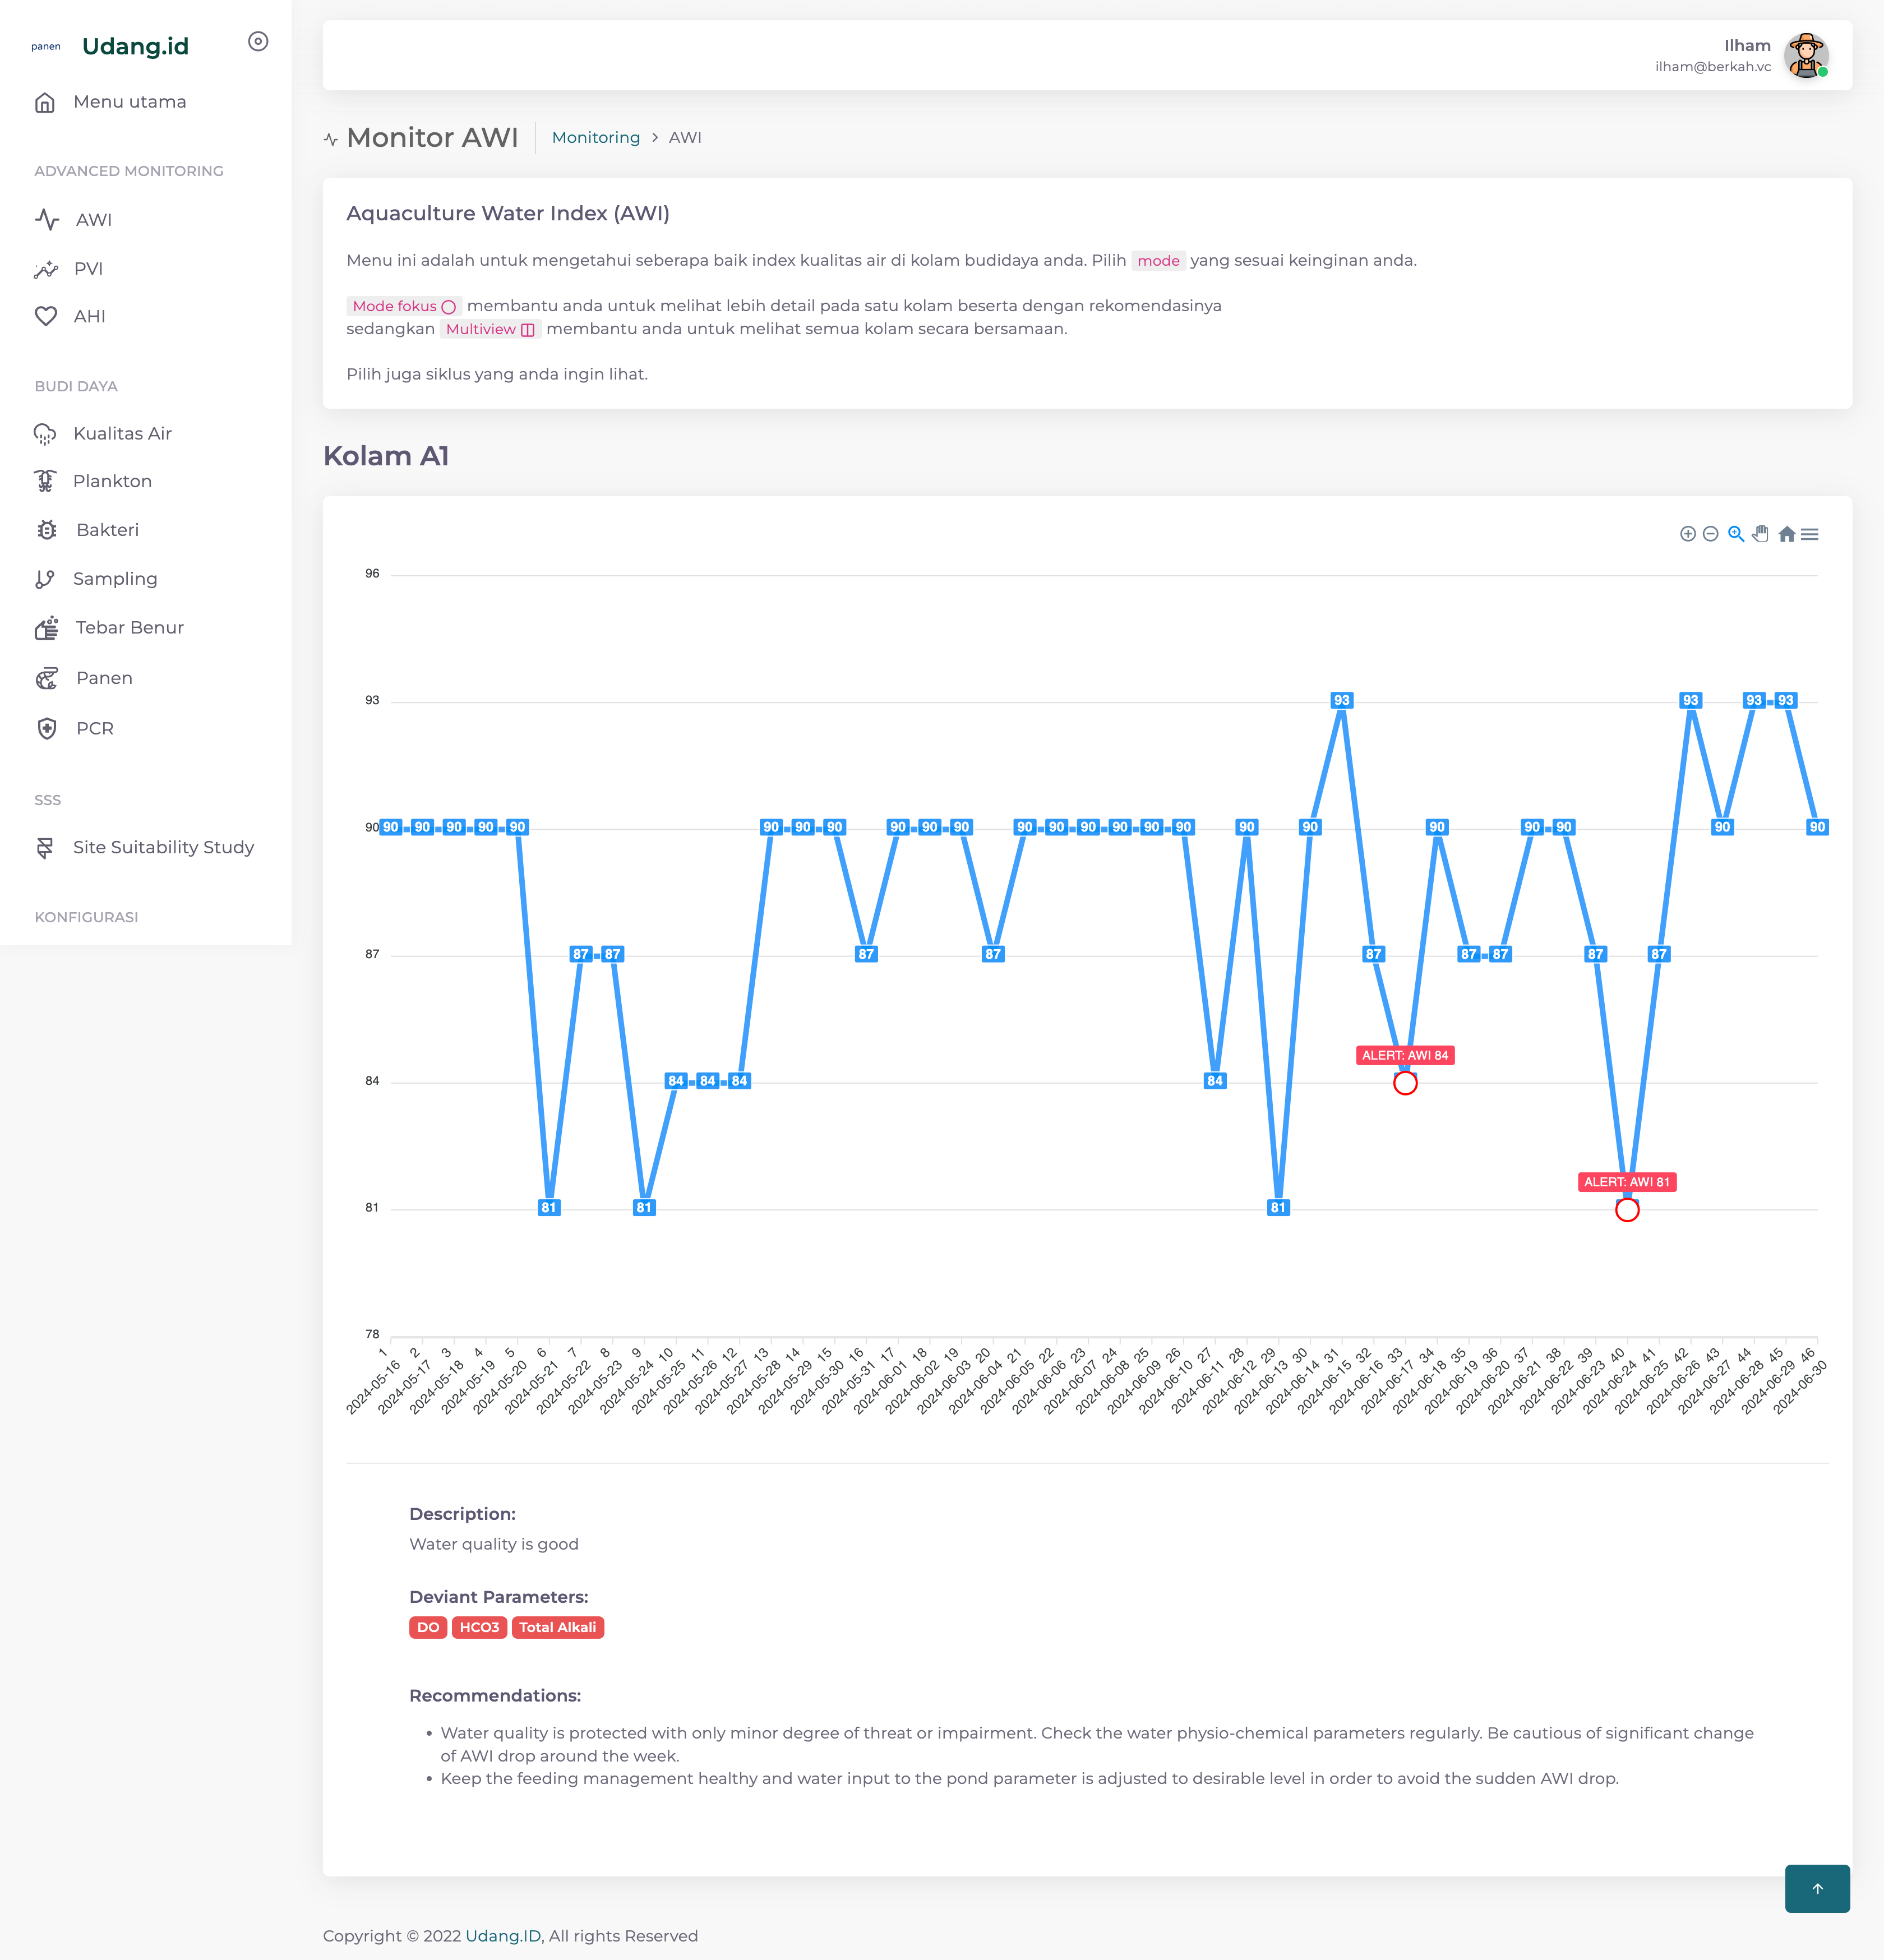 panen
Udang.id
Menu utama
ADVANCED MONITORING
AWI
PVI
AHI
BUDI DAYA
Kualitas Air
Plankton
Bakteri
Sampling
Tebar Benur
Panen
PCR
SSS
Site Suitability Study
KONFIGURASI
Ilham
ilham@berkah.vc
Monitor AWI
Monitoring > AWI
Aquaculture Water Index (AWI)
Menu ini adalah untuk mengetahui seberapa baik index kualitas air di kolam budidaya anda. Pilih mode yang sesuai keinginan anda.
Mode fokus membantu anda untuk melihat lebih detail pada satu kolam beserta dengan rekomendasinya
sedangkan Multiview membantu anda untuk melihat semua kolam secara bersamaan.
Pilih juga siklus yang anda ingin lihat.
Kolam A1
96
93
90
87
84
81
78
90 90 90 90 90 81 87 87 81 84 84 84 90 90 90 87 90 90 90 87 90 90 90 90 90 90 84 90 81 90 93 87
ALERT: AWI 84
90 87 87 90 90 87
ALERT: AWI 81
87 93 90 93 93 90
1 2024-05-16
2 2024-05-17
3 2024-05-18
4 2024-05-19
5 2024-05-20
6 2024-05-21
7 2024-05-22
8 2024-05-23
9 2024-05-24
10 2024-05-25
11 2024-05-26
12 2024-05-27
13 2024-05-28
14 2024-05-29
15 2024-05-30
16 2024-05-31
17 2024-06-01
18 2024-06-02
19 2024-06-03
20 2024-06-04
21 2024-06-05
22 2024-06-06
23 2024-06-07
24 2024-06-08
25 2024-06-09
26 2024-06-10
27 2024-06-11
28 2024-06-12
29 2024-06-13
30 2024-06-14
31 2024-06-15
32 2024-06-16
33 2024-06-17
34 2024-06-18
35 2024-06-19
36 2024-06-20
37 2024-06-21
38 2024-06-22
39 2024-06-23
40 2024-06-24
41 2024-06-25
42 2024-06-26
43 2024-06-27
44 2024-06-28
45 2024-06-29
46 2024-06-30
Description:
Water quality is good
Deviant Parameters:
DO HCO3 Total Alkali
Recommendations:
• Water quality is protected with only minor degree of threat or impairment. Check the water physio-chemical parameters regularly. Be cautious of significant change
of AWI drop around the week.
• Keep the feeding management healthy and water input to the pond parameter is adjusted to desirable level in order to avoid the sudden AWI drop.
Copyright © 2022 Udang.ID, All rights Reserved